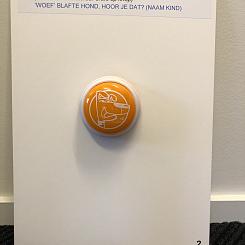 'WOEF' BLAFTE HOND, HOOR JE DAT? (NAAM KIND)
2